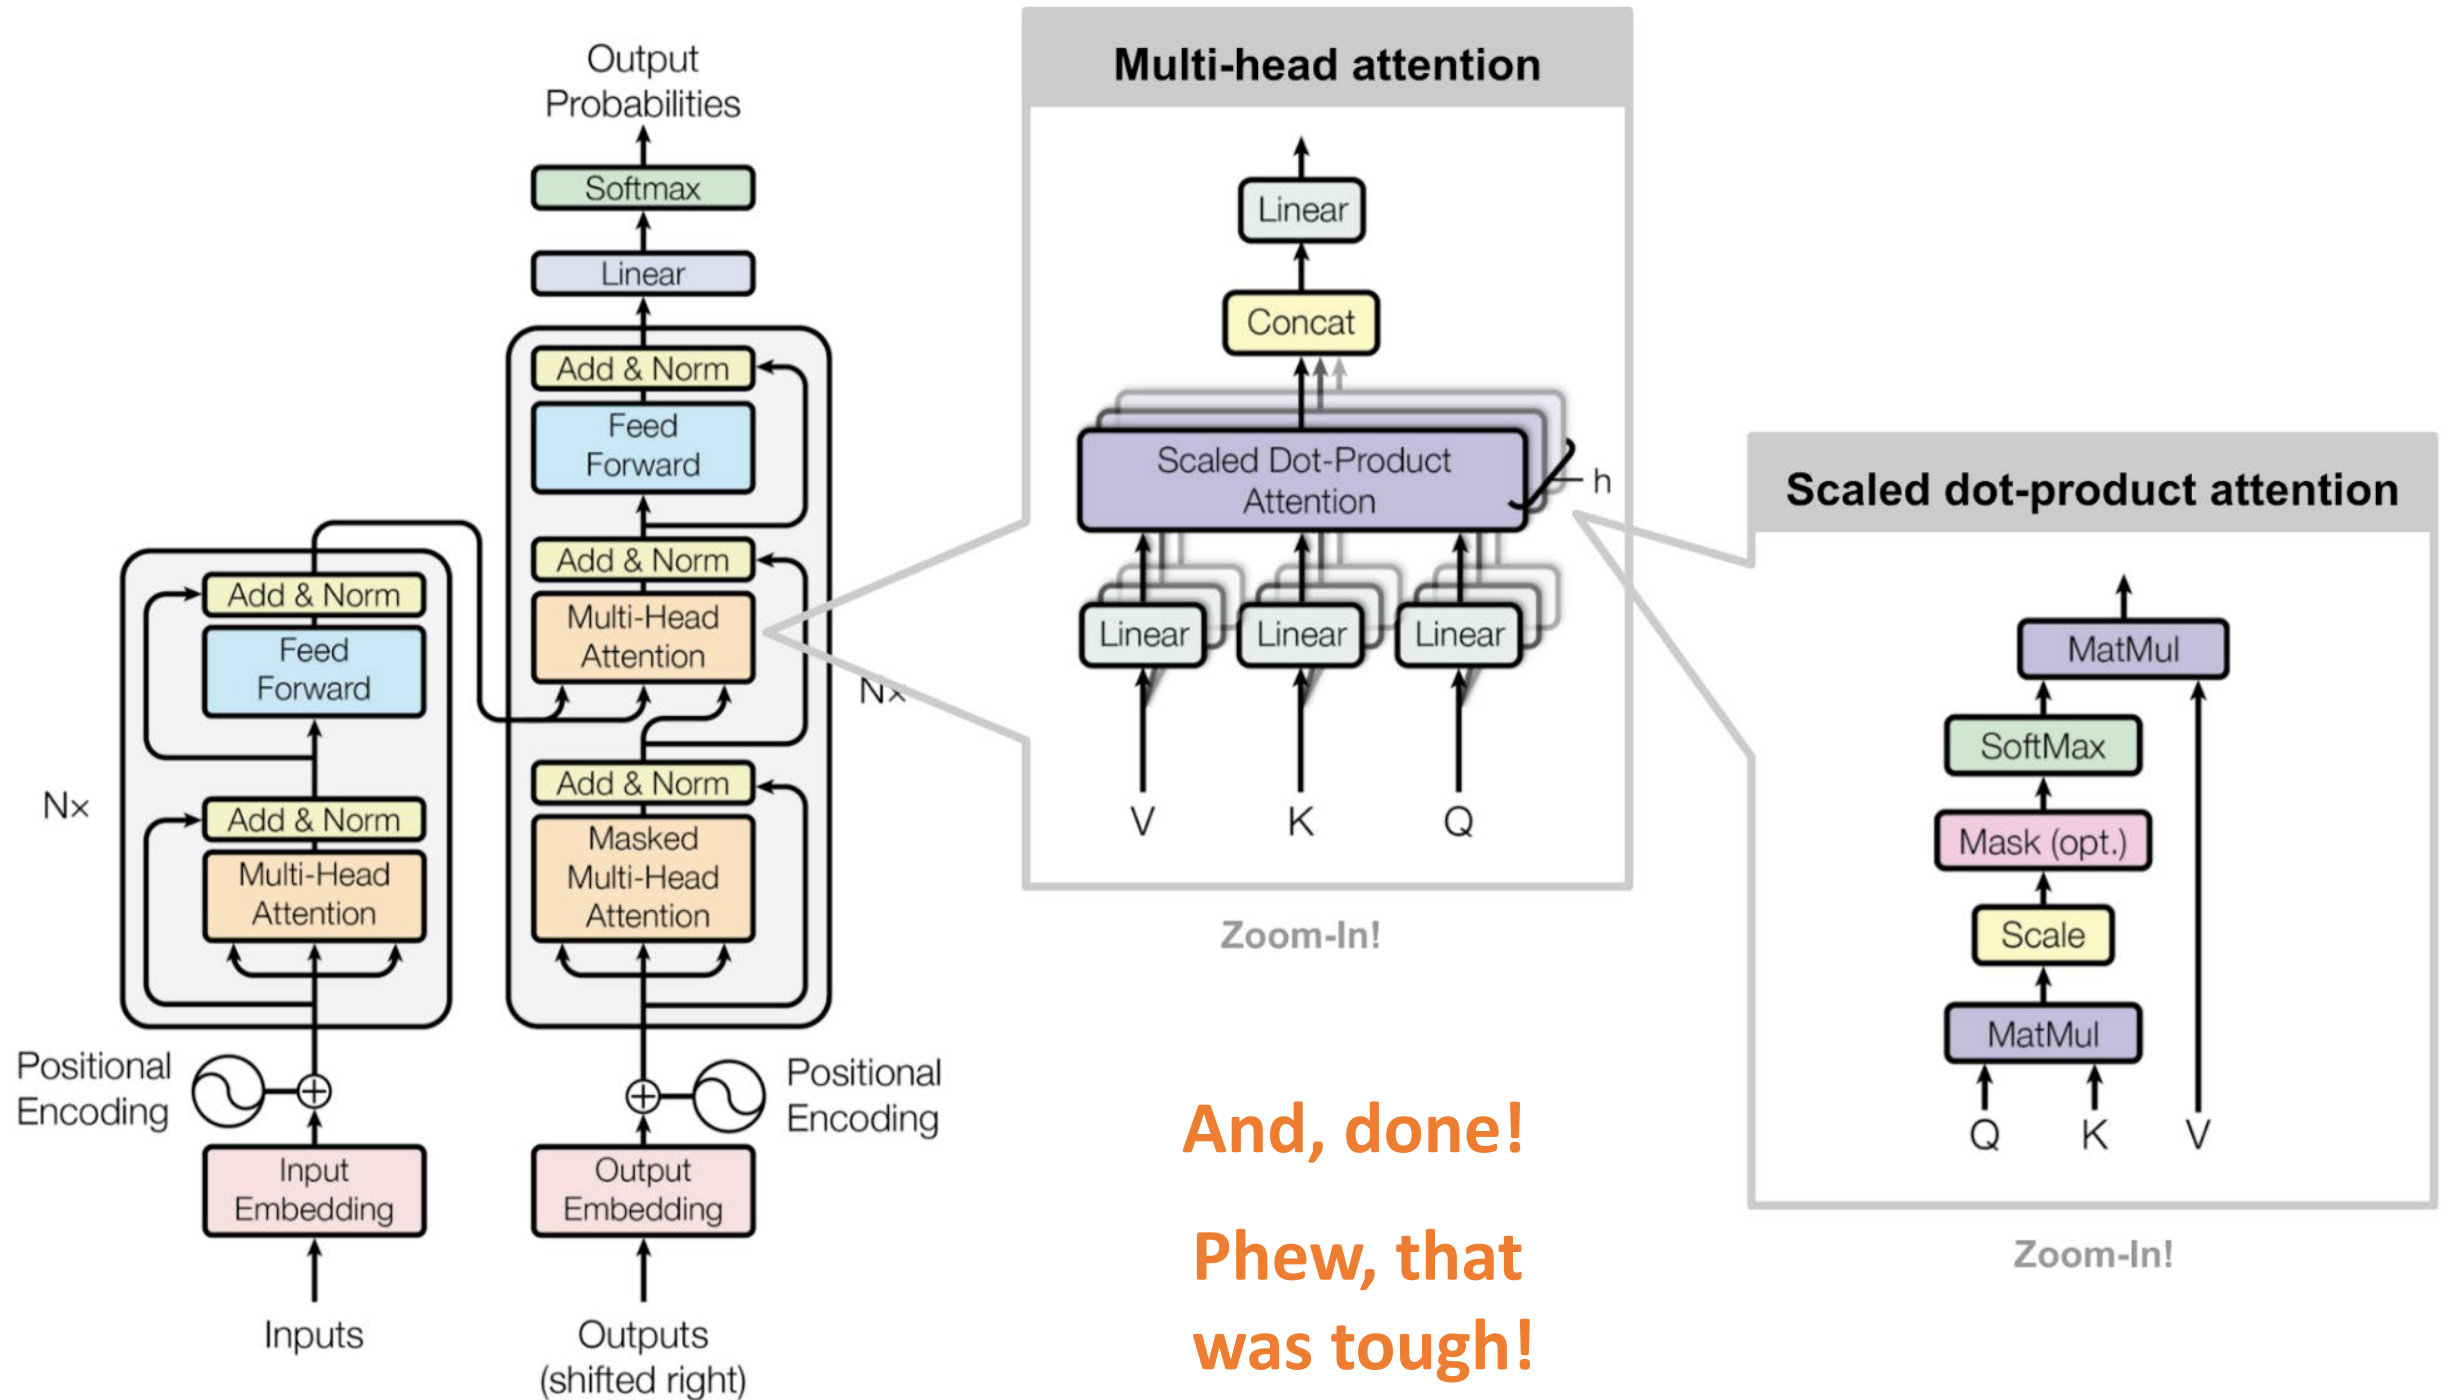 Output
Probabilities
Softmax
Linear
Add & Norm
Feed
Forward
Add & Norm
Multi-Head
Attention
Nx
Add & Norm
Masked
Multi-Head
Attention
Positional
Encoding
Output
Embedding
Outputs
(shifted right)
Add & Norm
Feed
Forward
Nx
Add & Norm
Multi-Head
Attention
Positional
Encoding
Input
Embedding
Inputs
Multi-head attention
Linear
Concat
Scaled Dot-Product
Attention
h
Linear Linear Linear
V K Q
Zoom-In!
Scaled dot-product attention
MatMul
SoftMax
Mask (opt.)
Scale
MatMul
Q K V
Zoom-In!
And, done!
Phew, that
was tough!